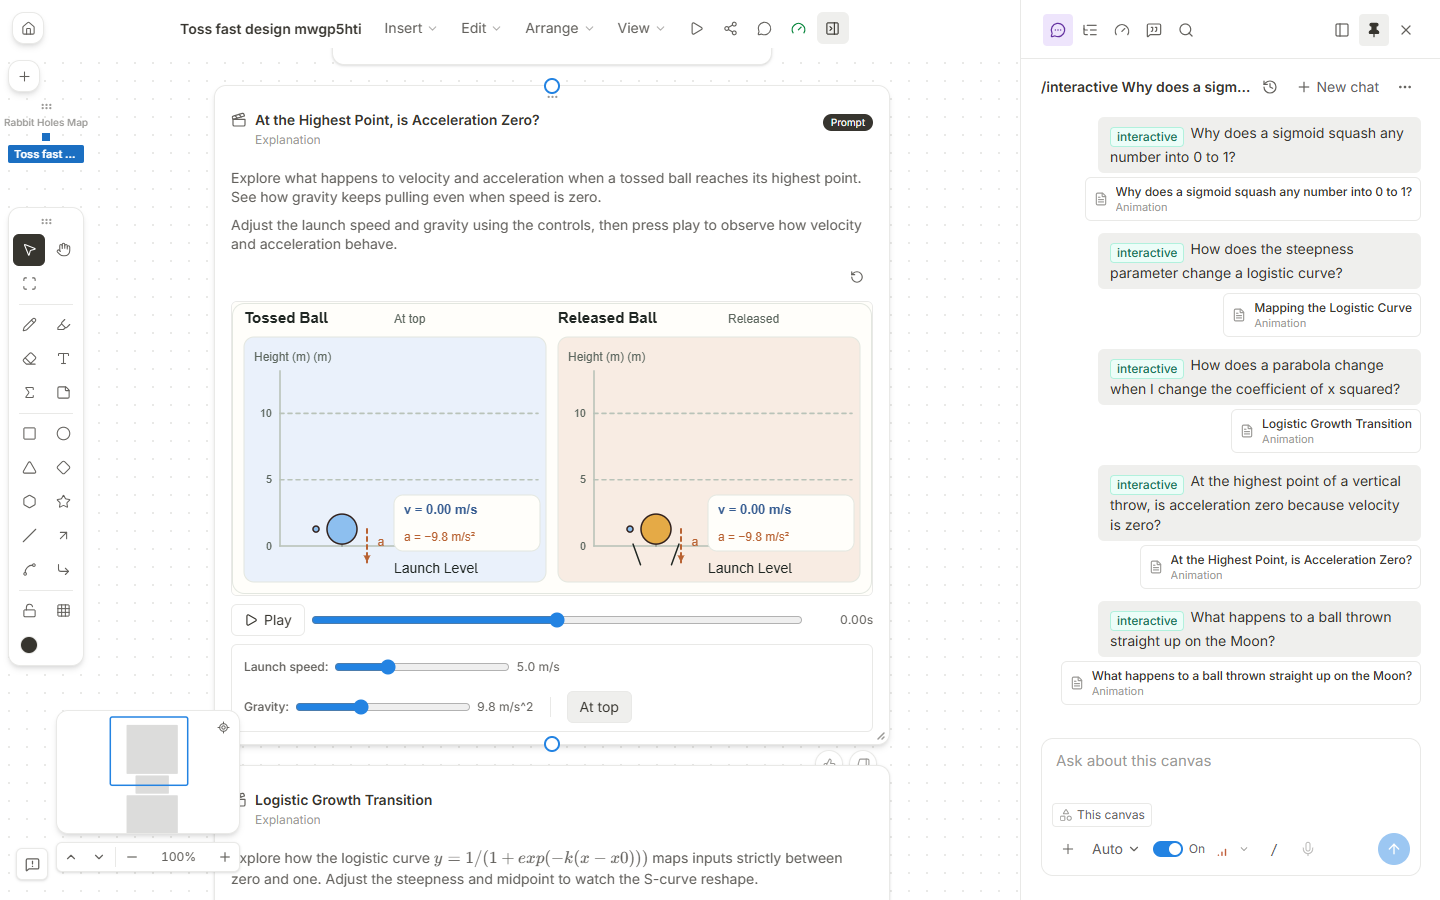 Toss fast design mwgp5hti
Insert
Edit
Arrange
View
Rabbit Holes Map
Toss fast ...
At the Highest Point, is Acceleration Zero?
Explanation
Prompt
Explore what happens to velocity and acceleration when a tossed ball reaches its highest point.
See how gravity keeps pulling even when speed is zero.
Adjust the launch speed and gravity using the controls, then press play to observe how velocity
and acceleration behave.
Tossed Ball
At top
Height (m) (m)
10
5
0
v = 0.00 m/s
a = −9.8 m/s²
a
Launch Level
Released Ball
Released
Height (m) (m)
10
5
0
v = 0.00 m/s
a = −9.8 m/s²
a
Launch Level
Play
0.00s
Launch speed:
5.0 m/s
Gravity:
9.8 m/s^2
At top
Logistic Growth Transition
Explanation
xplore how the logistic curve y = 1/(1 + exp(−k(x − x0))) maps inputs strictly between
zero and one. Adjust the steepness and midpoint to watch the S-curve reshape.
100%
/interactive Why does a sigm...
New chat
interactive Why does a sigmoid squash any
number into 0 to 1?
Why does a sigmoid squash any number into 0 to 1?
Animation
interactive How does the steepness
parameter change a logistic curve?
Mapping the Logistic Curve
Animation
interactive How does a parabola change
when I change the coefficient of x squared?
Logistic Growth Transition
Animation
interactive At the highest point of a vertical
throw, is acceleration zero because velocity
is zero?
At the Highest Point, is Acceleration Zero?
Animation
interactive What happens to a ball thrown
straight up on the Moon?
What happens to a ball thrown straight up on the Moon?
Animation
Ask about this canvas
This canvas
Auto
On
/